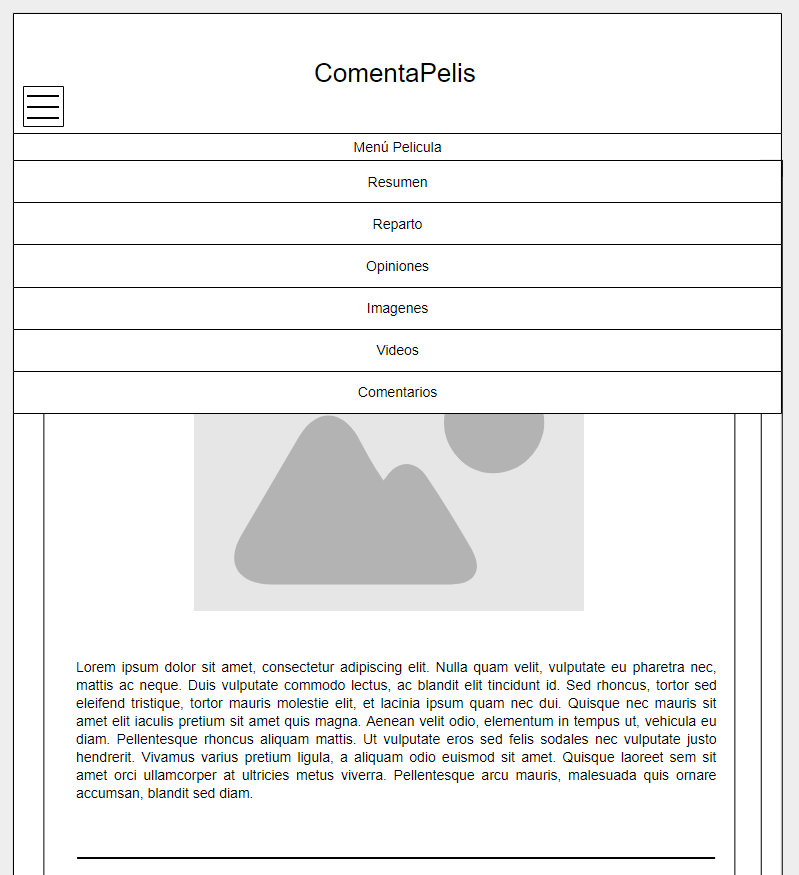 ComentaPelis
Menú Pelicula
Resumen
Reparto
Opiniones
Imagenes
Videos
Comentarios
Lorem ipsum dolor sit amet, consectetur adipiscing elit. Nulla quam velit, vulputate eu pharetra nec,
mattis ac neque. Duis vulputate commodo lectus, ac blandit elit tincidunt id. Sed rhoncus, tortor sed
eleifend tristique, tortor mauris molestie elit, et lacinia ipsum quam nec dui. Quisque nec mauris sit
amet elit iaculis pretium sit amet quis magna. Aenean velit odio, elementum in tempus ut, vehicula eu
diam. Pellentesque rhoncus aliquam mattis. Ut vulputate eros sed felis sodales nec vulputate justo
hendrerit. Vivamus varius pretium ligula, a aliquam odio euismod sit amet. Quisque laoreet sem sit
amet orci ullamcorper at ultricies metus viverra. Pellentesque arcu mauris, malesuada quis ornare
accumsan, blandit sed diam.